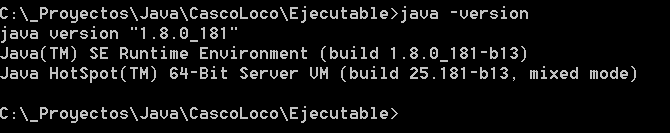 C:\_Proyectos\Java\CascoLoco\Ejecutable>java -version
java version "1.8.0_181"
Java(TM) SE Runtime Environment (build 1.8.0_181-b13)
Java HotSpot(TM) 64-Bit Server VM (build 25.181-b13, mixed mode)
C:\_Proyectos\Java\CascoLoco\Ejecutable>